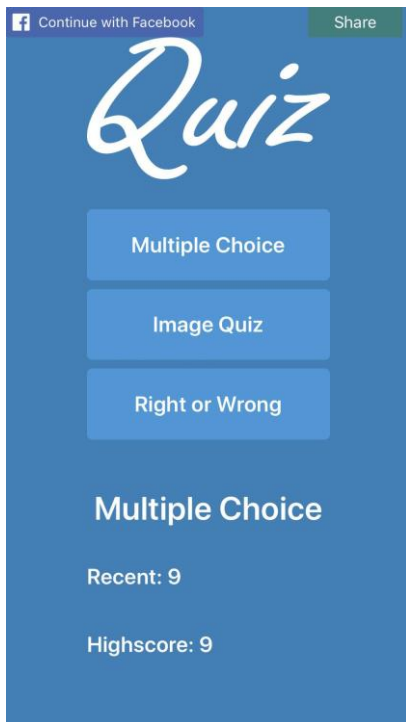 Continue with Facebook
Share
Quiz
Multiple Choice
Image Quiz
Right or Wrong
Multiple Choice
Recent: 9
Highscore: 9